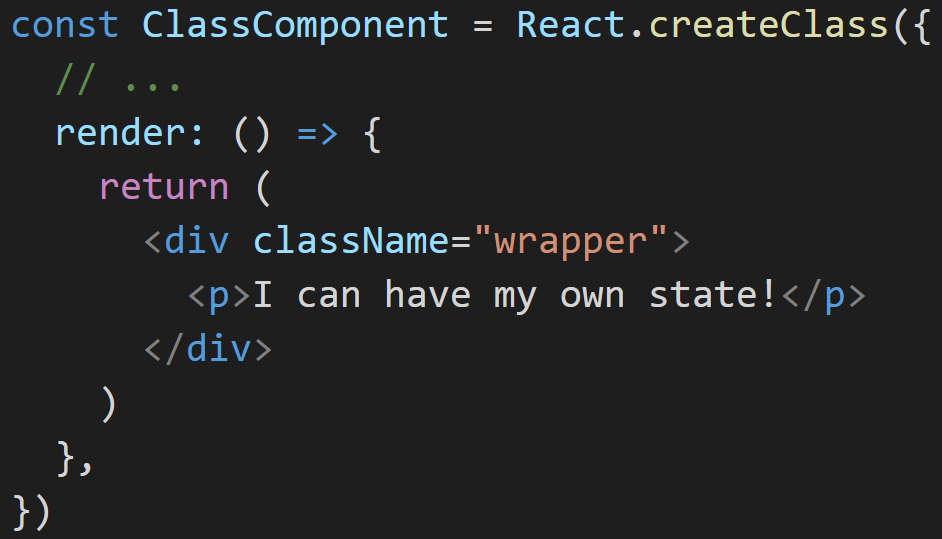 const ClassComponent = React.createClass({
  // ...
  render: () => {
    return (
      <div className="wrapper">
        <p>I can have my own state!</p>
      </div>
    )
  },
})